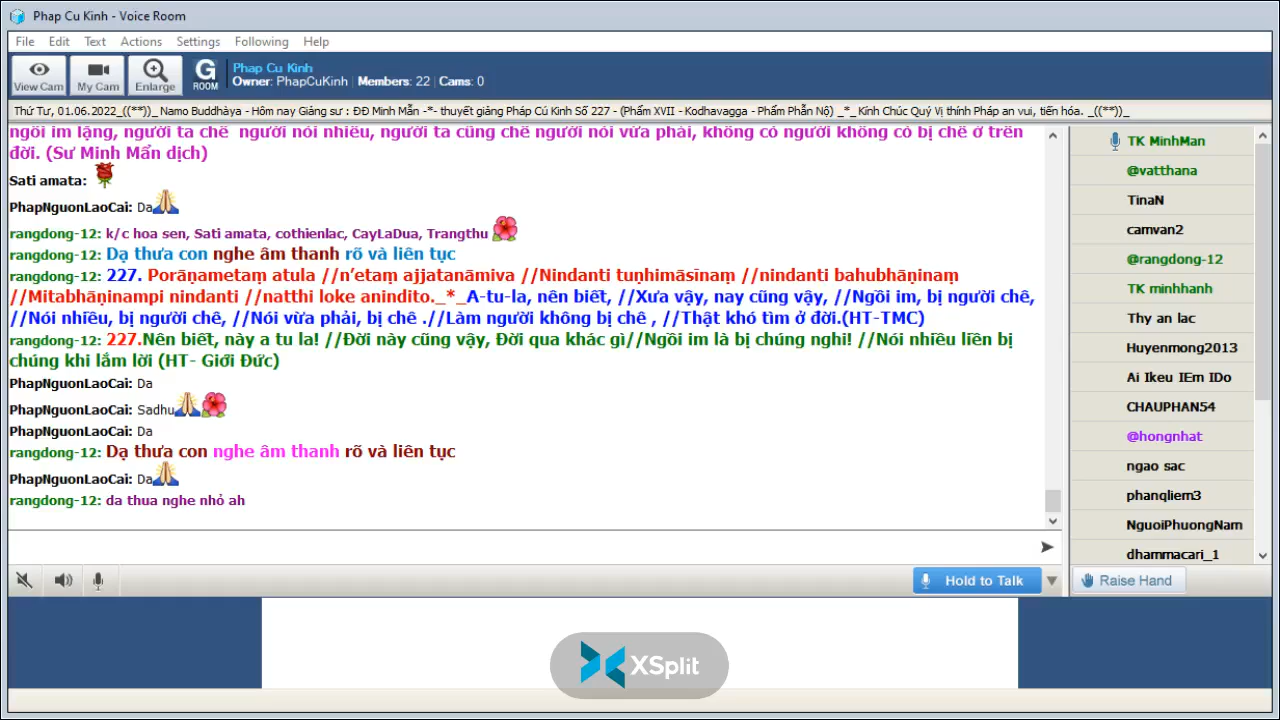 Phap Cu Kinh - Voice Room
File Edit Text Actions Settings Following Help
View Cam My Cam Enlarge G ROOM Phap Cu Kinh
Owner: PhapCuKinh | Members: 22 | Cams: 0
Thứ Tư, 01.06.2022_((**))_ Namo Buddhàya - Hôm nay Giảng sư : ĐĐ Minh Mẫn -*- thuyết giảng Pháp Cú Kinh Số 227 - (Phẩm XVII - Kodhavagga - Phẩm Phẫn Nộ) _*_ Kính Chúc Quý Vị thính Pháp an vui, tiến hóa. _((**))_
ngồi im lặng, người ta chê người nói nhiều, người ta cũng chê người nói vừa phải, không có người không có bị chê ở trên
đời. (Sư Minh Mẩn dịch)
Sati amata:
PhapNguonLaoCai: Da
rangdong-12: k/c hoa sen, Sati amata, cothienlac, CayLaDua, Trangthu
rangdong-12: Dạ thưa con nghe âm thanh rõ và liên tục
rangdong-12: 227. Porāṇametaṃ atula //n’etaṃ ajjatanāmiva //Nindanti tuṇhimāsīnaṃ //nindanti bahubhāṇinaṃ
//Mitabhāṇinampi nindanti //natthi loke anindito._*_A-tu-la, nên biết, //Xưa vậy, nay cũng vậy, //Ngồi im, bị người chê,
//Nói nhiều, bị người chê, //Nói vừa phải, bị chê .//Làm người không bị chê , //Thật khó tìm ở đời.(HT-TMC)
rangdong-12: 227.Nên biết, này a tu la! //Đời này cũng vậy, Đời qua khác gì//Ngồi im là bị chúng nghi! //Nói nhiều liền bị
chúng khi lắm lời (HT- Giới Đức)
PhapNguonLaoCai: Da
PhapNguonLaoCai: Sadhu
PhapNguonLaoCai: Da
rangdong-12: Dạ thưa con nghe âm thanh rõ và liên tục
PhapNguonLaoCai: Da
rangdong-12: da thua nghe nhỏ ah
Hold to Talk
TK MinhMan
@vatthana
TinaN
camvan2
@rangdong-12
TK minhhanh
Thy an lac
Huyenmong2013
Ai Ikeu IEm IDo
CHAUPHAN54
@hongnhat
ngao sac
phanqliem3
NguoiPhuongNam
dhammacari_1
Raise Hand
XSplit